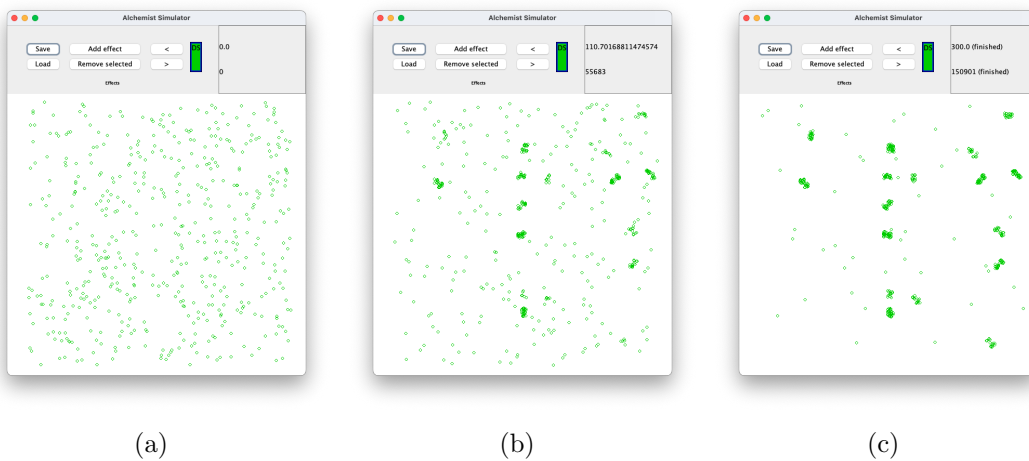 Alchemist Simulator
Save Add effect < DS 0.0
Load Remove selected > 0
Effects
Alchemist Simulator
Save Add effect < DS 110.70168811474574
Load Remove selected > 55683
Effects
Alchemist Simulator
Save Add effect < DS 300.0 (finished)
Load Remove selected > 150901 (finished)
Effects
(a)
(b)
(c)